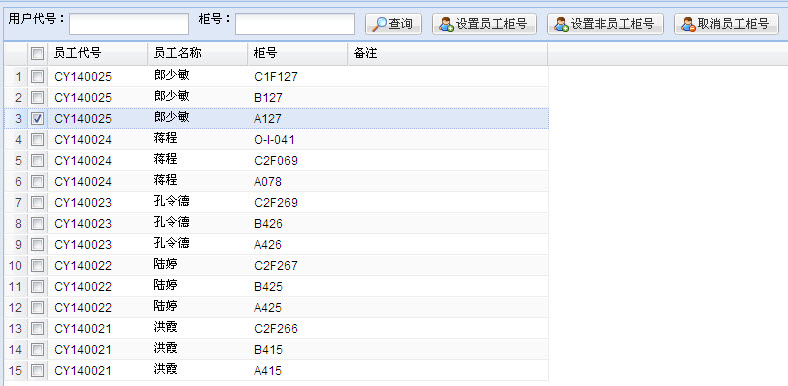 用户代号： 柜号： 查询 设置员工柜号 设置非员工柜号 取消员工柜号
员工代号 员工名称 柜号 备注
1 CY140025 郎少敏 C1F127
2 CY140025 郎少敏 B127
3 CY140025 郎少敏 A127
4 CY140024 蒋程 O-I-041
5 CY140024 蒋程 C2F069
6 CY140024 蒋程 A078
7 CY140023 孔令德 C2F269
8 CY140023 孔令德 B426
9 CY140023 孔令德 A426
10 CY140022 陆婷 C2F267
11 CY140022 陆婷 B425
12 CY140022 陆婷 A425
13 CY140021 洪霞 C2F266
14 CY140021 洪霞 B415
15 CY140021 洪霞 A415